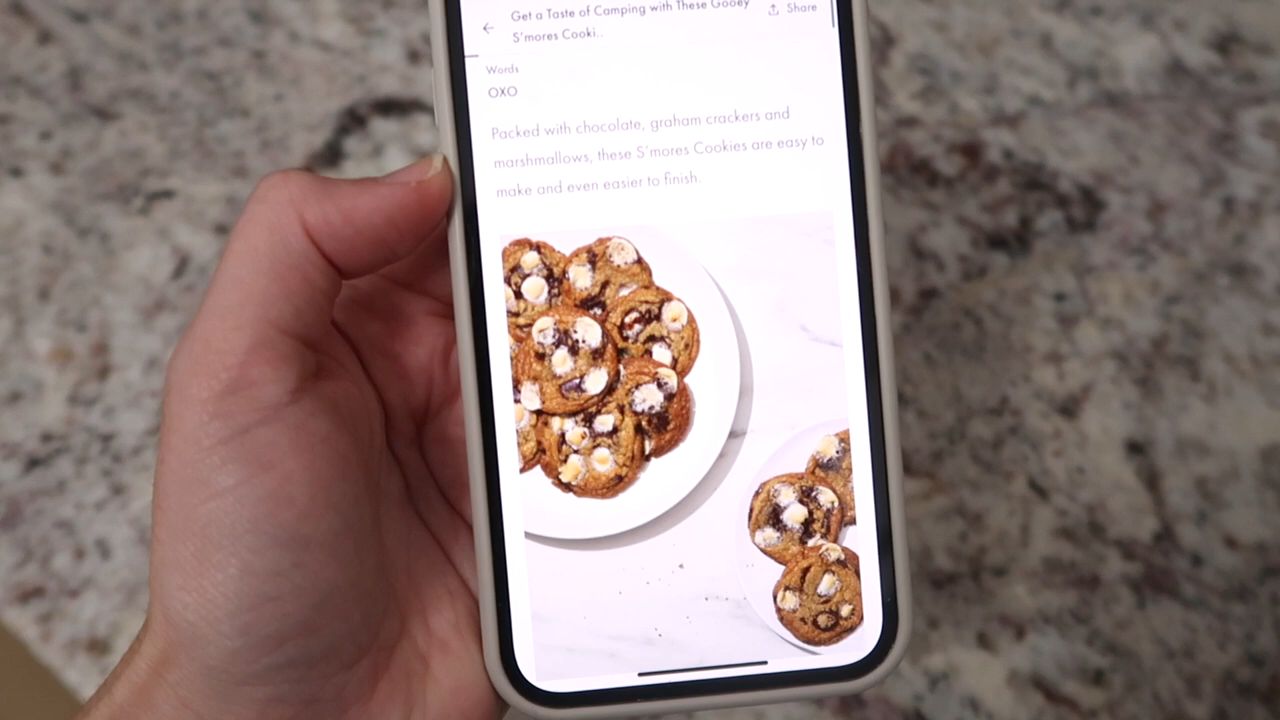 Get a Taste of Camping with These Gooey
S'mores Cooki..
Share
Words
OXO
Packed with chocolate, graham crackers and
marshmallows, these S'mores Cookies are easy to
make and even easier to finish.